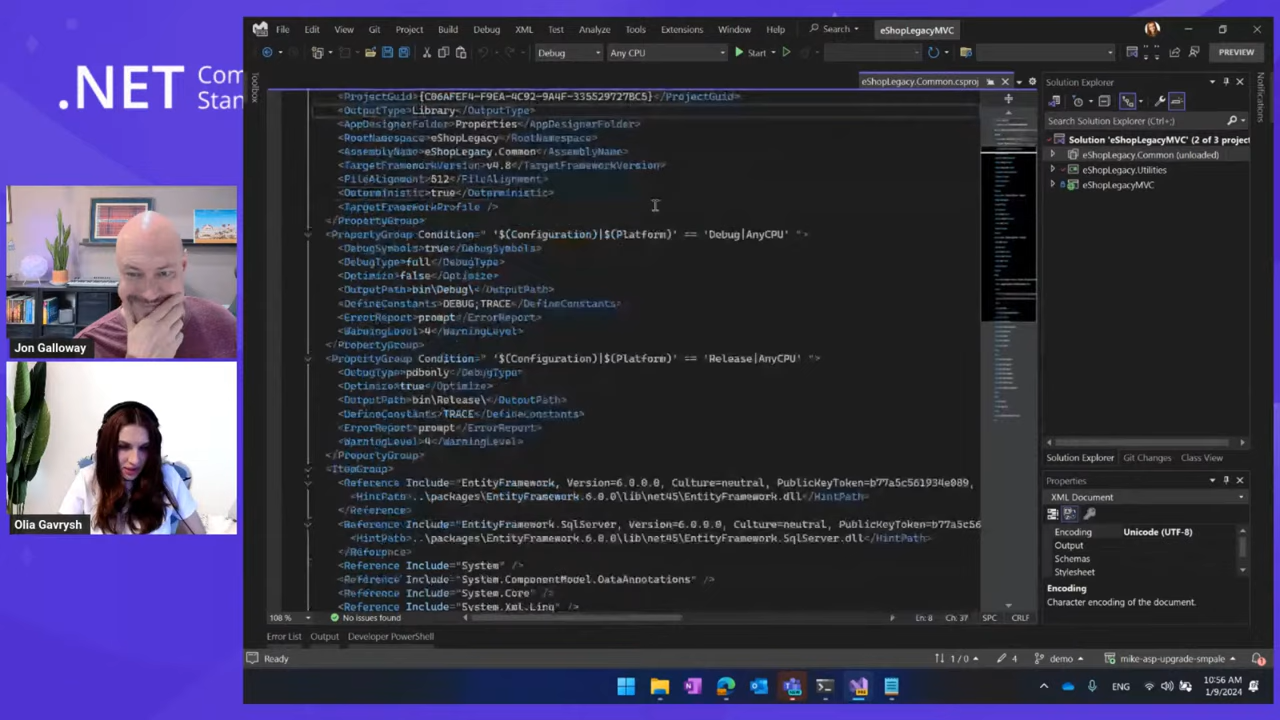 .NET Com
Stan
Jon Galloway
Olia Gavrysh
File Edit View Git Project Build Debug XML Test Analyze Tools Extensions Window Help Search eShopLegacyMVC
Debug Any CPU Start PREVIEW
Toolbox
eShopLegacy.Common.csproj
<ProjectGuid>{C06AFEF4-F9EA-4C92-9A4F-335529727BC5}</ProjectGuid>
<OutputType>Library</OutputType>
<AppDesignerFolder>Properties</AppDesignerFolder>
<RootNamespace>eShopLegacy</RootNamespace>
<AssemblyName>eShopLegacy.Common</AssemblyName>
<TargetFrameworkVersion>v4.8</TargetFrameworkVersion>
<FileAlignment>512</FileAlignment>
<Deterministic>true</Deterministic>
<TargetFrameworkProfile />
</PropertyGroup>
<PropertyGroup Condition=" '$(Configuration)|$(Platform)' == 'Debug|AnyCPU' ">
<DebugSymbols>true</DebugSymbols>
<DebugType>full</DebugType>
<Optimize>false</Optimize>
<OutputPath>bin\Debug\</OutputPath>
<DefineConstants>DEBUG;TRACE</DefineConstants>
<ErrorReport>prompt</ErrorReport>
<WarningLevel>4</WarningLevel>
</PropertyGroup>
<PropertyGroup Condition=" '$(Configuration)|$(Platform)' == 'Release|AnyCPU' ">
<DebugType>pdbonly</DebugType>
<Optimize>true</Optimize>
<OutputPath>bin\Release\</OutputPath>
<DefineConstants>TRACE</DefineConstants>
<ErrorReport>prompt</ErrorReport>
<WarningLevel>4</WarningLevel>
</PropertyGroup>
<ItemGroup>
<Reference Include="EntityFramework, Version=6.0.0.0, Culture=neutral, PublicKeyToken=b77a5c561934e089,
<HintPath>..\packages\EntityFramework.6.0.0\lib\net45\EntityFramework.dll</HintPath>
</Reference>
<Reference Include="EntityFramework.SqlServer, Version=6.0.0.0, Culture=neutral, PublicKeyToken=b77a5c56
<HintPath>..\packages\EntityFramework.6.0.0\lib\net45\EntityFramework.SqlServer.dll</HintPath>
</Reference>
<Reference Include="System" />
<Reference Include="System.ComponentModel.DataAnnotations" />
<Reference Include="System.Core" />
<Reference Include="System.Xml.Linq" />
108 % No issues found Ln: 8 Ch: 37 SPC CRLF
Error List Output Developer PowerShell
Ready 1 / 0 4 demo mike-asp-upgrade-smpale
Solution Explorer
Search Solution Explorer (Ctrl+;)
Solution 'eShopLegacyMVC' (2 of 3 project
eShopLegacy.Common (unloaded)
eShopLegacy.Utilities
eShopLegacyMVC
Solution Explorer Git Changes Class View
Properties
XML Document
Encoding Unicode (UTF-8)
Output
Schemas
Stylesheet
Encoding
Character encoding of the document.
Notifications
ENG 10:56 AM
1/9/2024